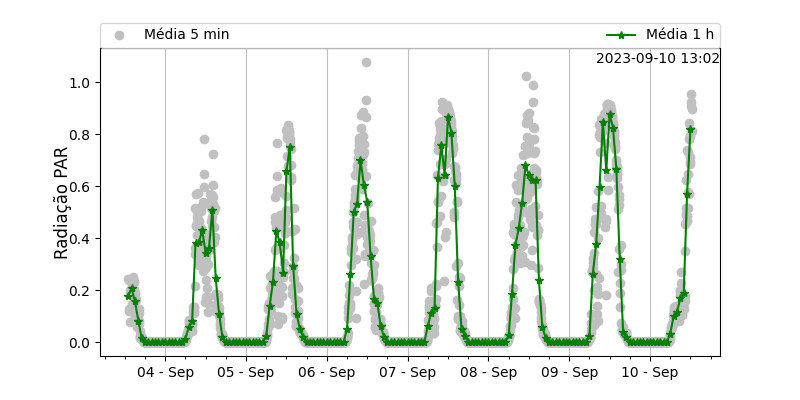 Média 5 min
Média 1 h
2023-09-10 13:02
Radiação PAR
1.0
0.8
0.6
0.4
0.2
0.0
04 - Sep
05 - Sep
06 - Sep
07 - Sep
08 - Sep
09 - Sep
10 - Sep